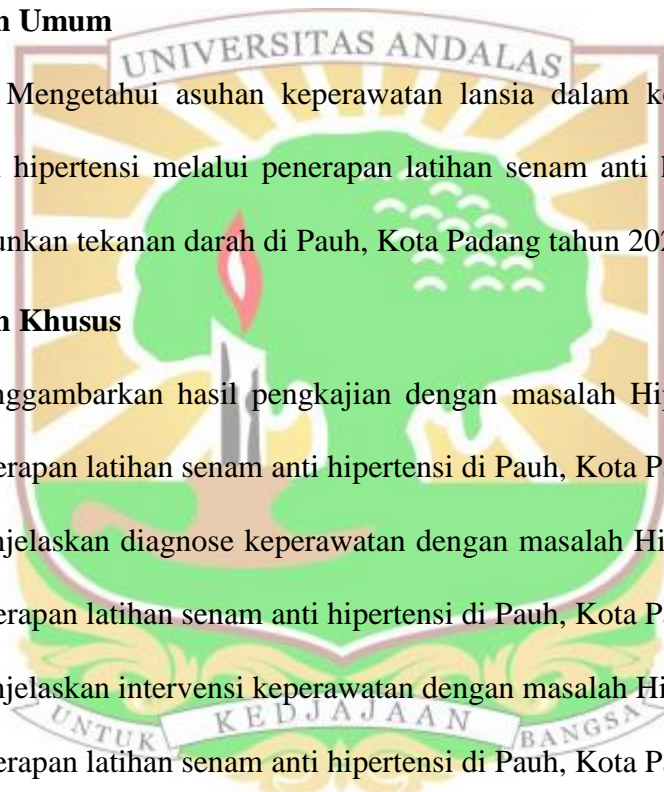 n Umum
UNIVERSITAS ANDALAS
Mengetahui asuhan keperawatan lansia dalam k
hipertensi melalui penerapan latihan senam anti
unkan tekanan darah di Pauh, Kota Padang tahun 202
n Khusus
nggambarkan hasil pengkajian dengan masalah Hi
erapan latihan senam anti hipertensi di Pauh, Kota P
njelaskan diagnose keperawatan dengan masalah Hi
erapan latihan senam anti hipertensi di Pauh, Kota P
njelaskan intervensi keperawatan dengan masalah Hi
UNTUK KEDJAJAAN BANGSA
erapan latihan senam anti hipertensi di Pauh, Kota Pa